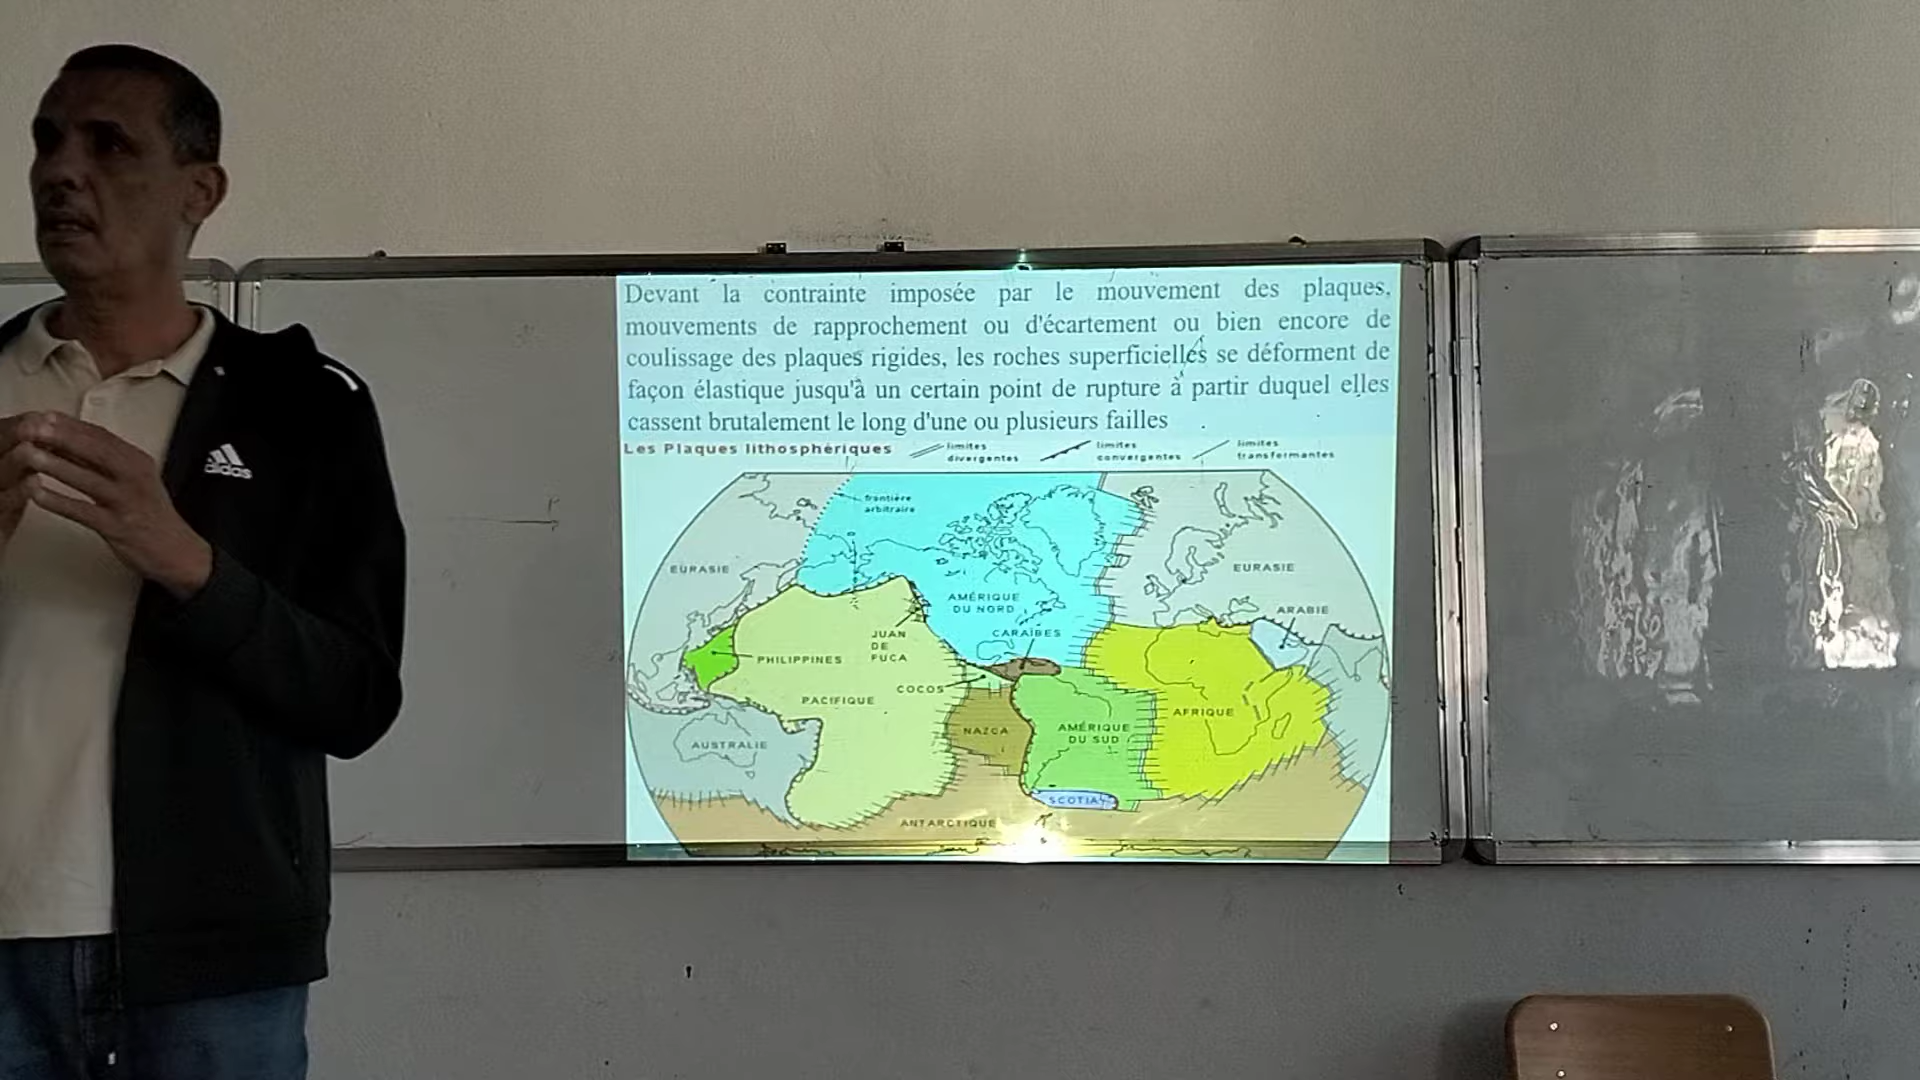 Devant la contrainte imposée par le mouvement des plaques,
mouvements de rapprochement ou d'écartement ou bien encore de
coulissage des plaques rigides, les roches superficielles se déforment de
façon élastique jusqu'à un certain point de rupture à partir duquel elles
cassent brutalement le long d'une ou plusieurs failles
Les Plaques lithosphériques
limites
divergentes
limites
convergentes
limites
transformantes
frontière
arbitraire
EURASIE
EURASIE
AMÉRIQUE
DU NORD
ARABIE
JUAN
DE
FUCA
CARAÏBES
PHILIPPINES
COCOS
PACIFIQUE
AFRIQUE
NAZCA
AMÉRIQUE
DU SUD
AUSTRALIE
SCOTIA
ANTARCTIQUE
adidas